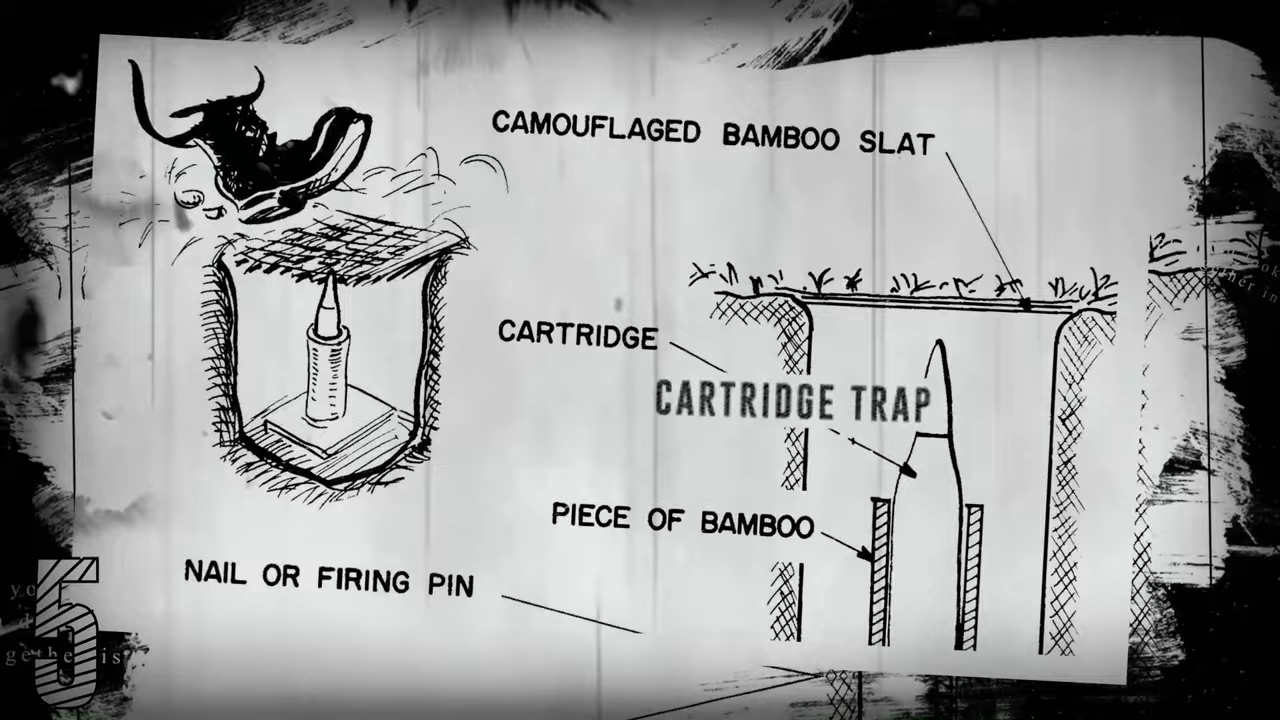 CAMOUFLAGED BAMBOO SLAT
CARTRIDGE
CARTRIDGE TRAP
PIECE OF BAMBOO
NAIL OR FIRING PIN
5